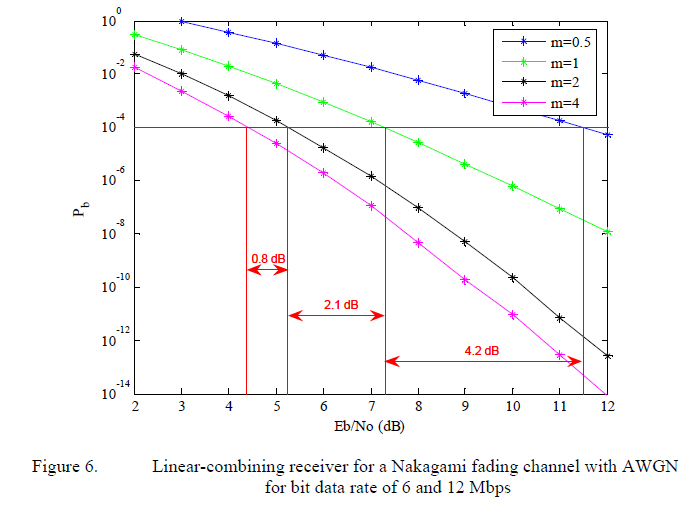 10^0
10^-2
10^-4
10^-6
10^-8
10^-10
10^-12
10^-14
P_b
m=0.5
m=1
m=2
m=4
0.8 dB
2.1 dB
4.2 dB
2 3 4 5 6 7 8 9 10 11 12
Eb/No (dB)
Figure 6. Linear-combining receiver for a Nakagami fading channel with AWGN
for bit data rate of 6 and 12 Mbps